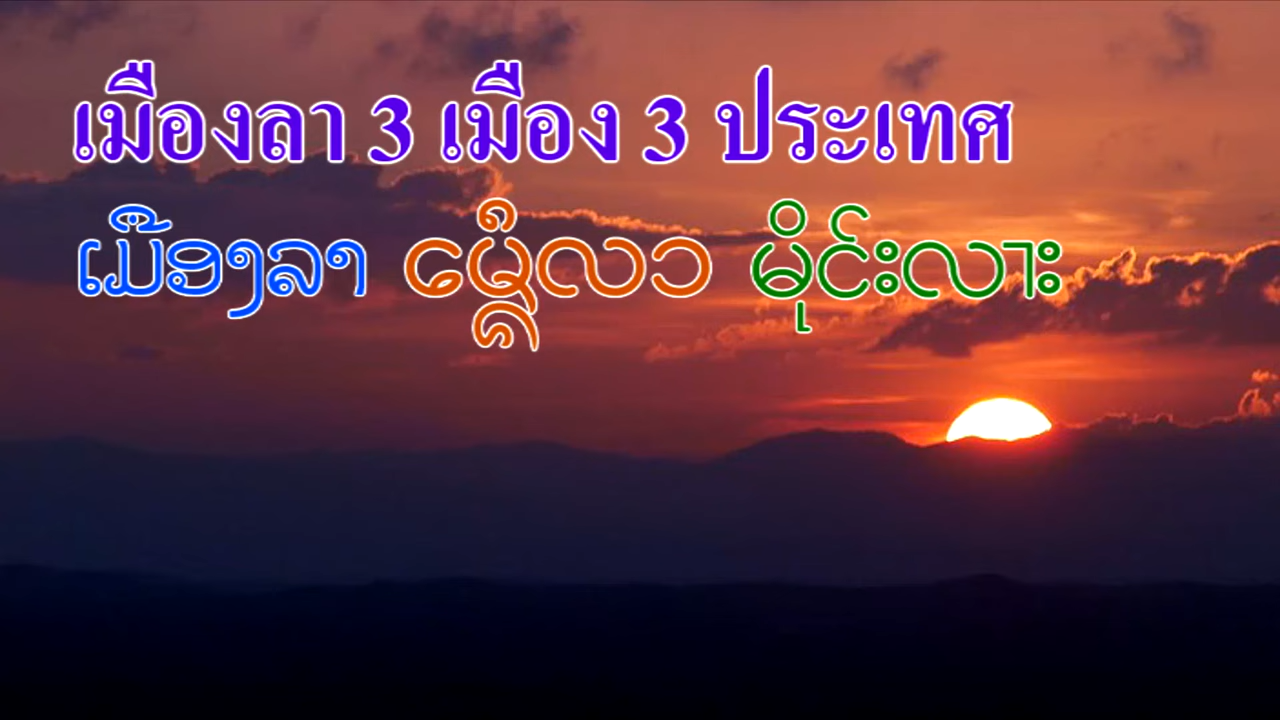 เมืองลา 3 เมือง 3 ประเทศ
ເມືອງລາ မိုင်းလား